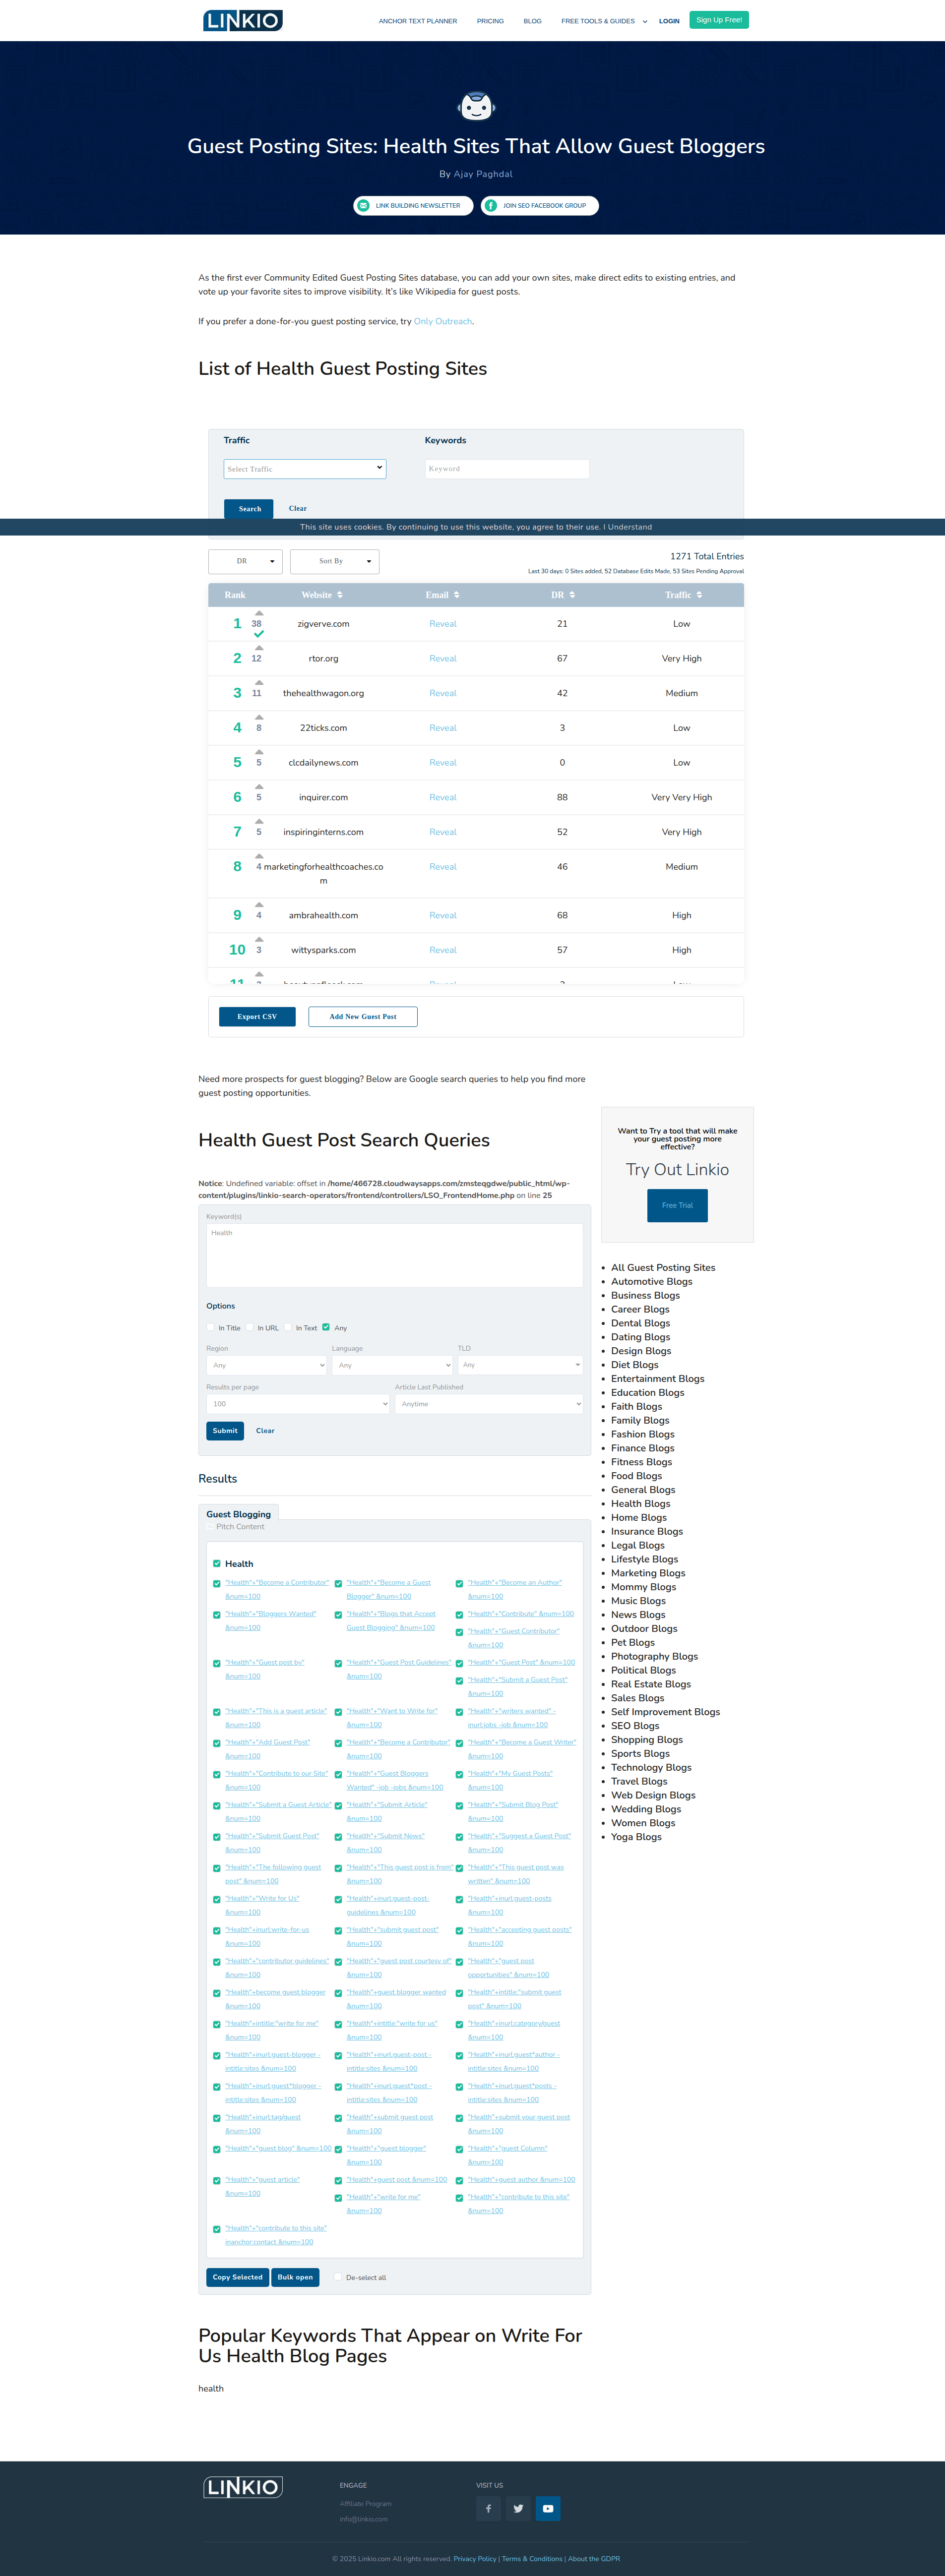 LINKIO
ANCHOR TEXT PLANNER
PRICING
BLOG
FREE TOOLS & GUIDES
LOGIN
Sign Up Free!
Guest Posting Sites: Health Sites That Allow Guest Bloggers
By Ajay Paghdal
LINK BUILDING NEWSLETTER
JOIN SEO FACEBOOK GROUP
As the first ever Community Edited Guest Posting Sites database, you can add your own sites, make direct edits to existing entries, and
vote up your favorite sites to improve visibility. It's like Wikipedia for guest posts.
If you prefer a done-for-you guest posting service, try Only Outreach.
List of Health Guest Posting Sites
Traffic
Keywords
Select Traffic
Keyword
Search
Clear
This site uses cookies. By continuing to use this website, you agree to their use. I Understand
DR
Sort By
1271 Total Entries
Last 30 days: 0 Sites added, 52 Database Edits Made, 53 Sites Pending Approval
Rank Website Email DR Traffic
1 38 zigverve.com Reveal 21 Low
2 12 rtor.org Reveal 67 Very High
3 11 thehealthwagon.org Reveal 42 Medium
4 8 22ticks.com Reveal 3 Low
5 5 clcdailynews.com Reveal 0 Low
6 5 inquirer.com Reveal 88 Very Very High
7 5 inspiringinterns.com Reveal 52 Very High
8 4 marketingforhealthcoaches.co Reveal 46 Medium
m
9 4 ambrahealth.com Reveal 68 High
10 3 wittysparks.com Reveal 57 High
Export CSV
Add New Guest Post
Need more prospects for guest blogging? Below are Google search queries to help you find more
guest posting opportunities.
Health Guest Post Search Queries
Notice: Undefined variable: offset in /home/466728.cloudwaysapps.com/zmsteqgdwe/public_html/wp-
content/plugins/linkio-search-operators/frontend/controllers/LSO_FrontendHome.php on line 25
Keyword(s)
Health
Options
In Title In URL In Text Any
Region Language TLD
Any Any Any
Results per page Article Last Published
100 Anytime
Submit Clear
Results
Guest Blogging
Pitch Content
Health
"Health"+"Become a Contributor" "Health"+"Become a Guest "Health"+"Become an Author"
&num=100 Blogger" &num=100 &num=100
"Health"+"Bloggers Wanted" "Health"+"Blogs that Accept "Health"+"Contribute" &num=100
&num=100 Guest Blogging" &num=100
"Health"+"Guest Contributor"
&num=100
"Health"+"Guest post by" "Health"+"Guest Post Guidelines" "Health"+"Guest Post" &num=100
&num=100 &num=100
"Health"+"Submit a Guest Post"
&num=100
"Health"+"This is a guest article" "Health"+"Want to Write for" "Health"+"writers wanted" -
&num=100 &num=100 inurl:jobs -job &num=100
"Health"+"Add Guest Post" "Health"+"Become a Contributor" "Health"+"Become a Guest Writer"
&num=100 &num=100 &num=100
"Health"+"Contribute to our Site" "Health"+"Guest Bloggers "Health"+"My Guest Posts"
&num=100 Wanted" -job -jobs &num=100 &num=100
"Health"+"Submit a Guest Article" "Health"+"Submit Article" "Health"+"Submit Blog Post"
&num=100 &num=100 &num=100
"Health"+"Submit Guest Post" "Health"+"Submit News" "Health"+"Suggest a Guest Post"
&num=100 &num=100 &num=100
"Health"+"The following guest "Health"+"This guest post is from" "Health"+"This guest post was
post" &num=100 &num=100 written" &num=100
"Health"+"Write for Us" "Health"+inurl:guest-post- "Health"+inurl:guest-posts
&num=100 guidelines &num=100 &num=100
"Health"+inurl:write-for-us "Health"+"submit guest post" "Health"+"accepting guest posts"
&num=100 &num=100 &num=100
"Health"+"contributor guidelines" "Health"+"guest post courtesy of" "Health"+"guest post
&num=100 &num=100 opportunities" &num=100
"Health"+become guest blogger "Health"+guest blogger wanted "Health"+intitle:"submit guest
&num=100 &num=100 post" &num=100
"Health"+intitle:"write for me" "Health"+intitle:"write for us" "Health"+inurl:category/guest
&num=100 &num=100 &num=100
"Health"+inurl:guest-blogger - "Health"+inurl:guest-post - "Health"+inurl:guest*author -
intitle:sites &num=100 intitle:sites &num=100 intitle:sites &num=100
"Health"+inurl:guest*blogger - "Health"+inurl:guest*post - "Health"+inurl:guest*posts -
intitle:sites &num=100 intitle:sites &num=100 intitle:sites &num=100
"Health"+inurl:tag/guest "Health"+submit guest post "Health"+submit your guest post
&num=100 &num=100 &num=100
"Health"+"guest blog" &num=100 "Health"+"guest blogger" "Health"+"guest Column"
&num=100 &num=100
"Health"+"guest article" "Health"+guest post &num=100 "Health"+guest author &num=100
&num=100
"Health"+"write for me" "Health"+"contribute to this site"
&num=100 &num=100
"Health"+"contribute to this site"
inanchor:contact &num=100
Copy Selected Bulk open De-select all
Popular Keywords That Appear on Write For
Us Health Blog Pages
health
Want to Try a tool that will make
your guest posting more
effective?
Try Out Linkio
Free Trial
All Guest Posting Sites
Automotive Blogs
Business Blogs
Career Blogs
Dental Blogs
Dating Blogs
Design Blogs
Diet Blogs
Entertainment Blogs
Education Blogs
Faith Blogs
Family Blogs
Fashion Blogs
Finance Blogs
Fitness Blogs
Food Blogs
General Blogs
Health Blogs
Home Blogs
Insurance Blogs
Legal Blogs
Lifestyle Blogs
Marketing Blogs
Mommy Blogs
Music Blogs
News Blogs
Outdoor Blogs
Pet Blogs
Photography Blogs
Political Blogs
Real Estate Blogs
Sales Blogs
Self Improvement Blogs
SEO Blogs
Shopping Blogs
Sports Blogs
Technology Blogs
Travel Blogs
Web Design Blogs
Wedding Blogs
Women Blogs
Yoga Blogs
LINKIO
ENGAGE
Affiliate Program
info@linkio.com
VISIT US
© 2025 Linkio.com All rights reserved. Privacy Policy | Terms & Conditions | About the GDPR